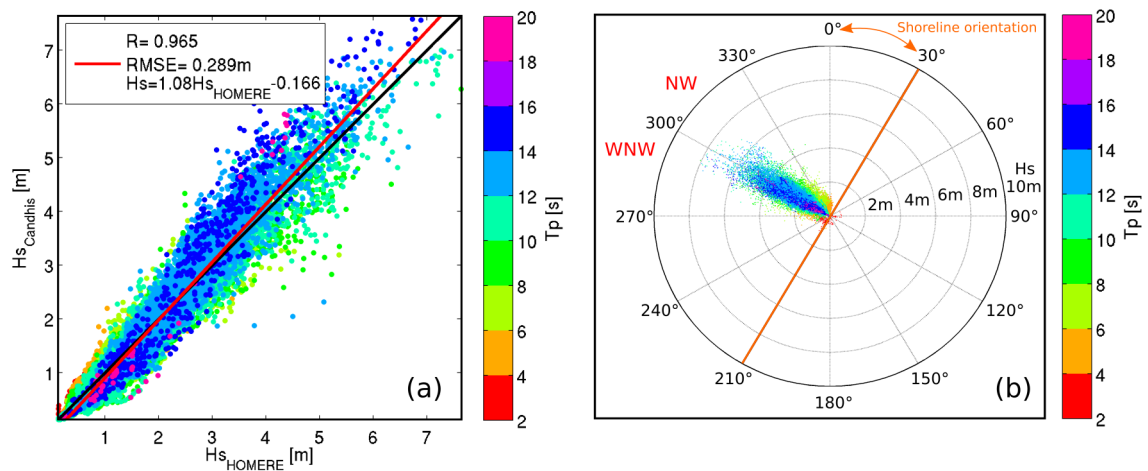 R= 0.965
RMSE= 0.289m
Hs=1.08Hs_HOMERE-0.166
7
6
5
4
3
2
1
Hs_Candhis [m]
1 2 3 4 5 6 7
Hs_HOMERE [m]
(a)
20
18
16
14
12
10
8
6
4
2
Tp [s]
Shoreline orientation
0°
30°
60°
90°
120°
150°
180°
210°
240°
270°
300°
330°
NW
WNW
Hs
2m 4m 6m 8m 10m
(b)
20
18
16
14
12
10
8
6
4
2
Tp [s]